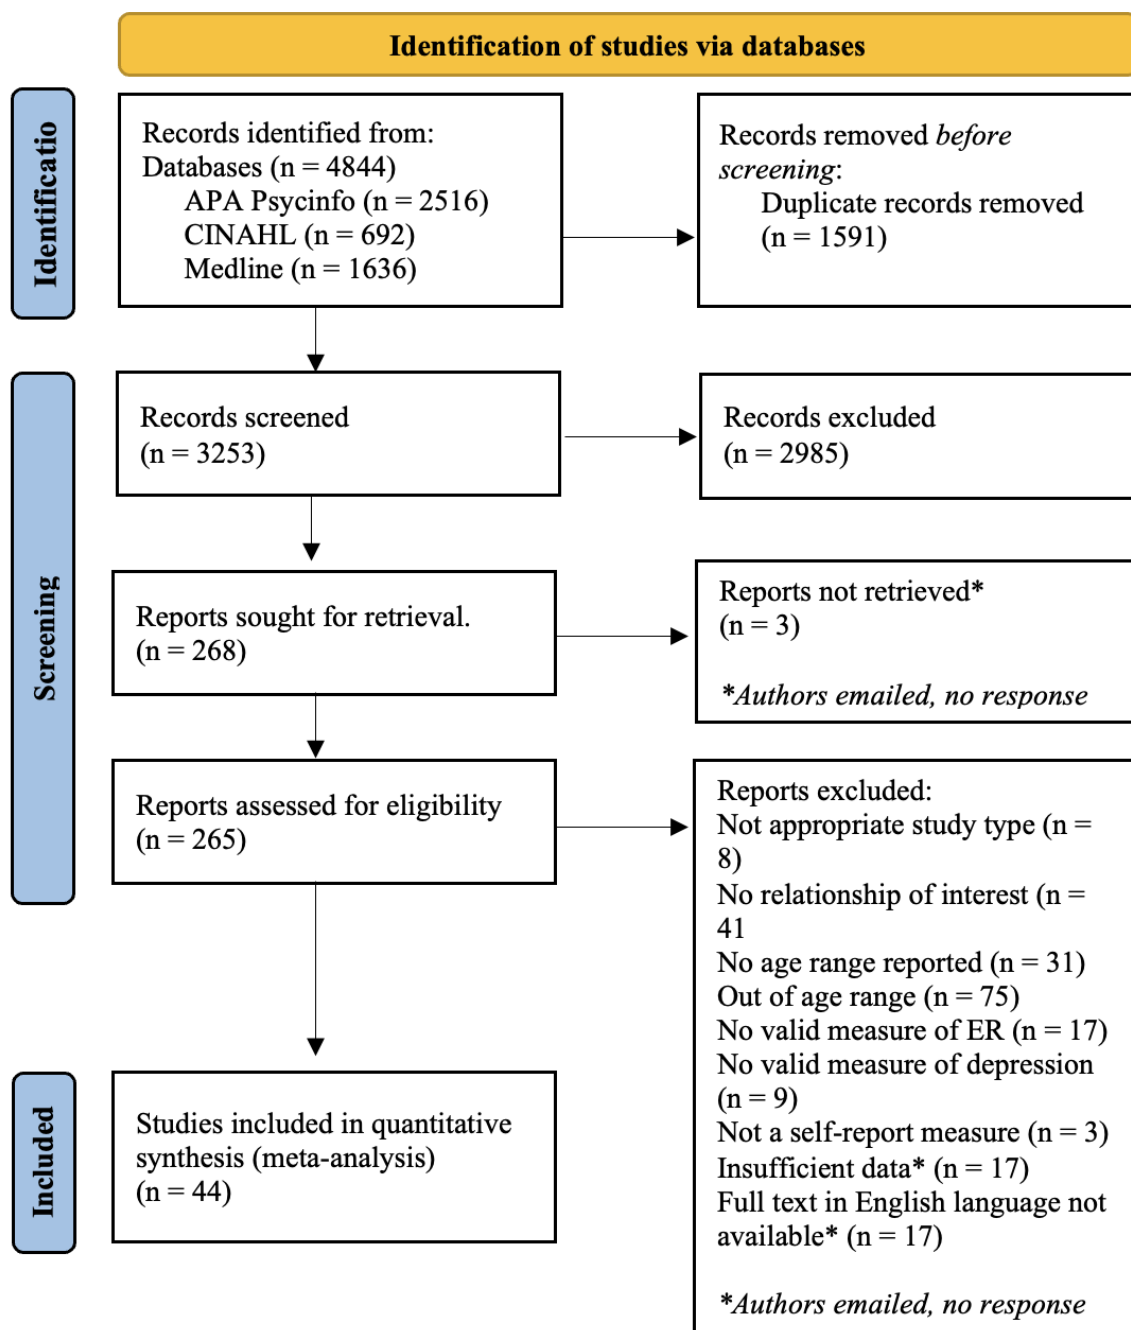 Identification of studies via databases
Identificatio
Records identified from:
Databases (n = 4844)
APA Psycinfo (n = 2516)
CINAHL (n = 692)
Medline (n = 1636)
Records removed before
screening:
Duplicate records removed
(n = 1591)
Screening
Records screened
(n = 3253)
Records excluded
(n = 2985)
Reports sought for retrieval.
(n = 268)
Reports not retrieved*
(n = 3)
*Authors emailed, no response
Reports assessed for eligibility
(n = 265)
Reports excluded:
Not appropriate study type (n =
8)
No relationship of interest (n =
41
No age range reported (n = 31)
Out of age range (n = 75)
No valid measure of ER (n = 17)
No valid measure of depression
(n = 9)
Not a self-report measure (n = 3)
Insufficient data* (n = 17)
Full text in English language not
available* (n = 17)
*Authors emailed, no response
Included
Studies included in quantitative
synthesis (meta-analysis)
(n = 44)